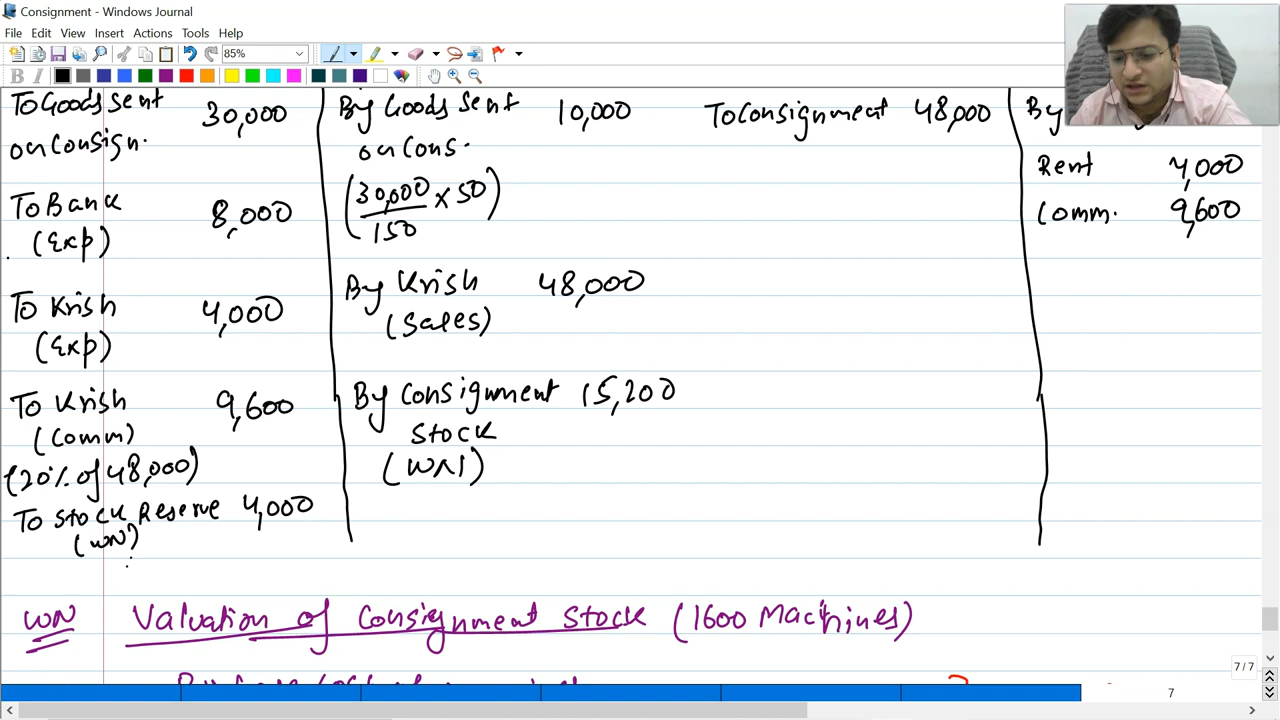 Consignment - Windows Journal
File Edit View Insert Actions Tools Help
85%
To Goods Sent 30,000
on Consign.
To Bank 8,000
(Exp)
To Krish 4,000
(Exp)
To Krish 9,600
(Comm)
(20% of 48,000)
To Stock Reserve 4,000
(WN)
By Goods Sent 10,000
on Cons.
(30,000 × 50)
150
By Krish 48,000
(Sales)
By Consignment 15,200
Stock
(WN1)
To Consignment 48,000
By
Rent 4,000
Comm. 9,600
WN Valuation of Consignment Stock (1600 Machines)
7 / 7
7